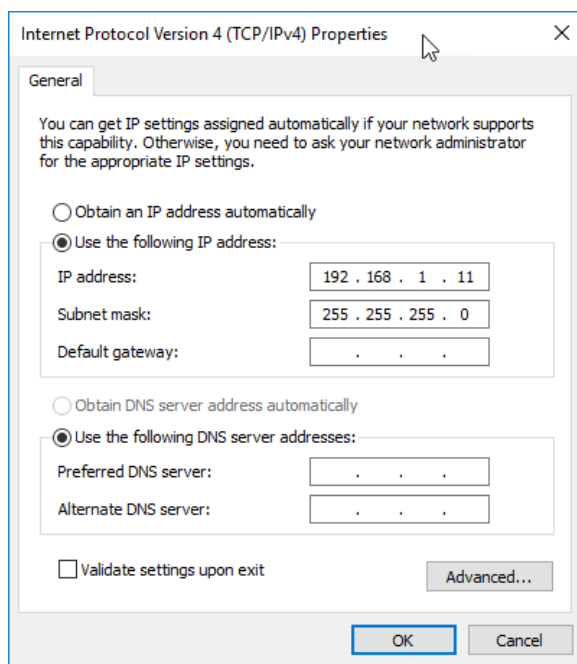 Internet Protocol Version 4 (TCP/IPv4) Properties
General
You can get IP settings assigned automatically if your network supports
this capability. Otherwise, you need to ask your network administrator
for the appropriate IP settings.
Obtain an IP address automatically
Use the following IP address:
IP address: 192 . 168 . 1 . 11
Subnet mask: 255 . 255 . 255 . 0
Default gateway: . . .
Obtain DNS server address automatically
Use the following DNS server addresses:
Preferred DNS server: . . .
Alternate DNS server: . . .
Validate settings upon exit
Advanced...
OK Cancel